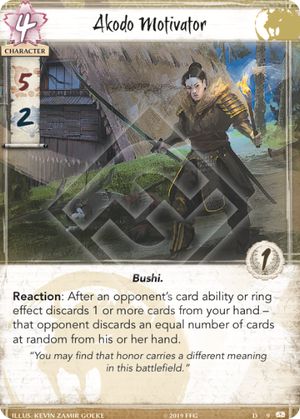 4
Akodo Motivator
CHARACTER
5
2
Bushi.
1
Reaction: After an opponent's card ability or ring
effect discards 1 or more cards from your hand –
that opponent discards an equal number of cards
at random from his or her hand.
"You may find that honor carries a different meaning
in this battlefield."
ILLUS. KEVIN ZAMIR GOEKE
©2019 FFG
D 9